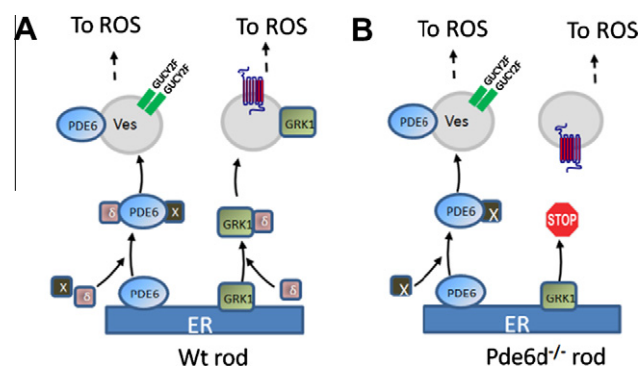 A
To ROS
To ROS
GUCY2F
GUCY2F
PDE6
Ves
GRK1
δ
PDE6
X
GRK1
δ
X
δ
PDE6
GRK1
δ
ER
Wt rod
B
To ROS
To ROS
GUCY2F
GUCY2F
PDE6
Ves
PDE6
X
STOP
X
PDE6
GRK1
ER
Pde6d-/- rod